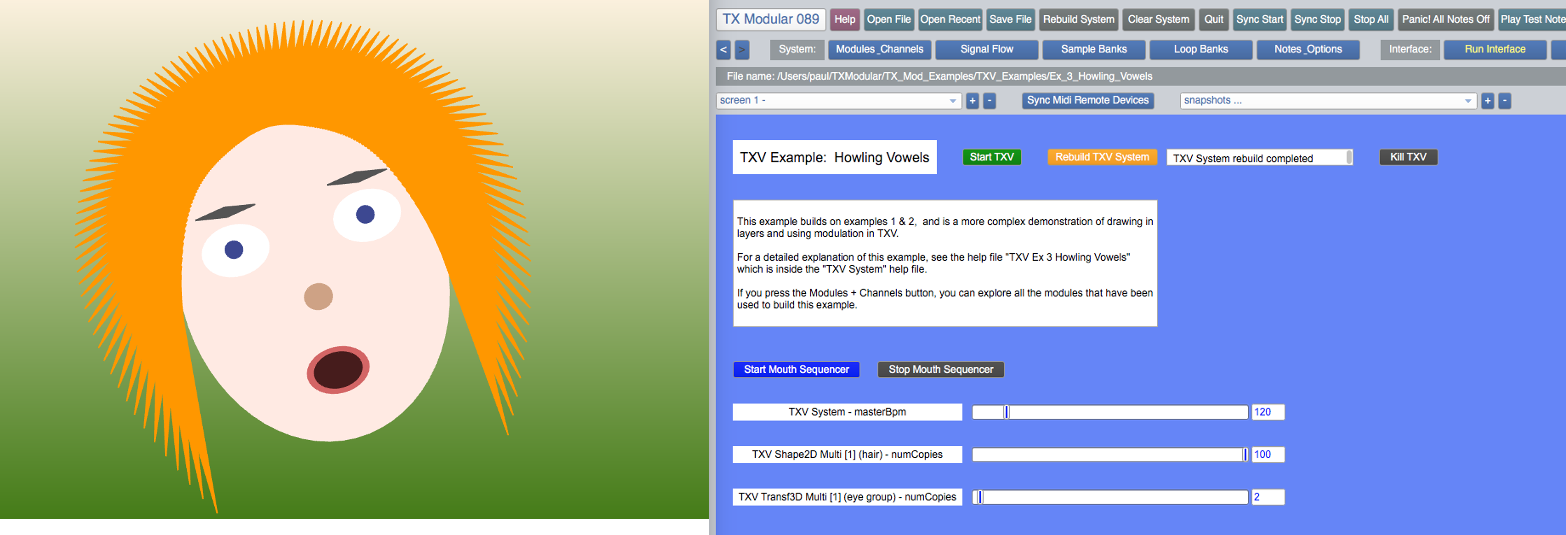 TX Modular 089 Help Open File Open Recent Save File Rebuild System Clear System Quit Sync Start Sync Stop Stop All Panic! All Notes Off Play Test Note
< > System: Modules_Channels Signal Flow Sample Banks Loop Banks Notes_Options Interface: Run Interface
File name: /Users/paul/TXModular/TX_Mod_Examples/TXV_Examples/Ex_3_Howling_Vowels
screen 1 - + - Sync Midi Remote Devices snapshots ... + -
TXV Example: Howling Vowels Start TXV Rebuild TXV System TXV System rebuild completed Kill TXV
This example builds on examples 1 & 2, and is a more complex demonstration of drawing in
layers and using modulation in TXV.
For a detailed explanation of this example, see the help file "TXV Ex 3 Howling Vowels"
which is inside the "TXV System" help file.
If you press the Modules + Channels button, you can explore all the modules that have been
used to build this example.
Start Mouth Sequencer Stop Mouth Sequencer
TXV System - masterBpm 120
TXV Shape2D Multi [1] (hair) - numCopies 100
TXV Transf3D Multi [1] (eye group) - numCopies 2